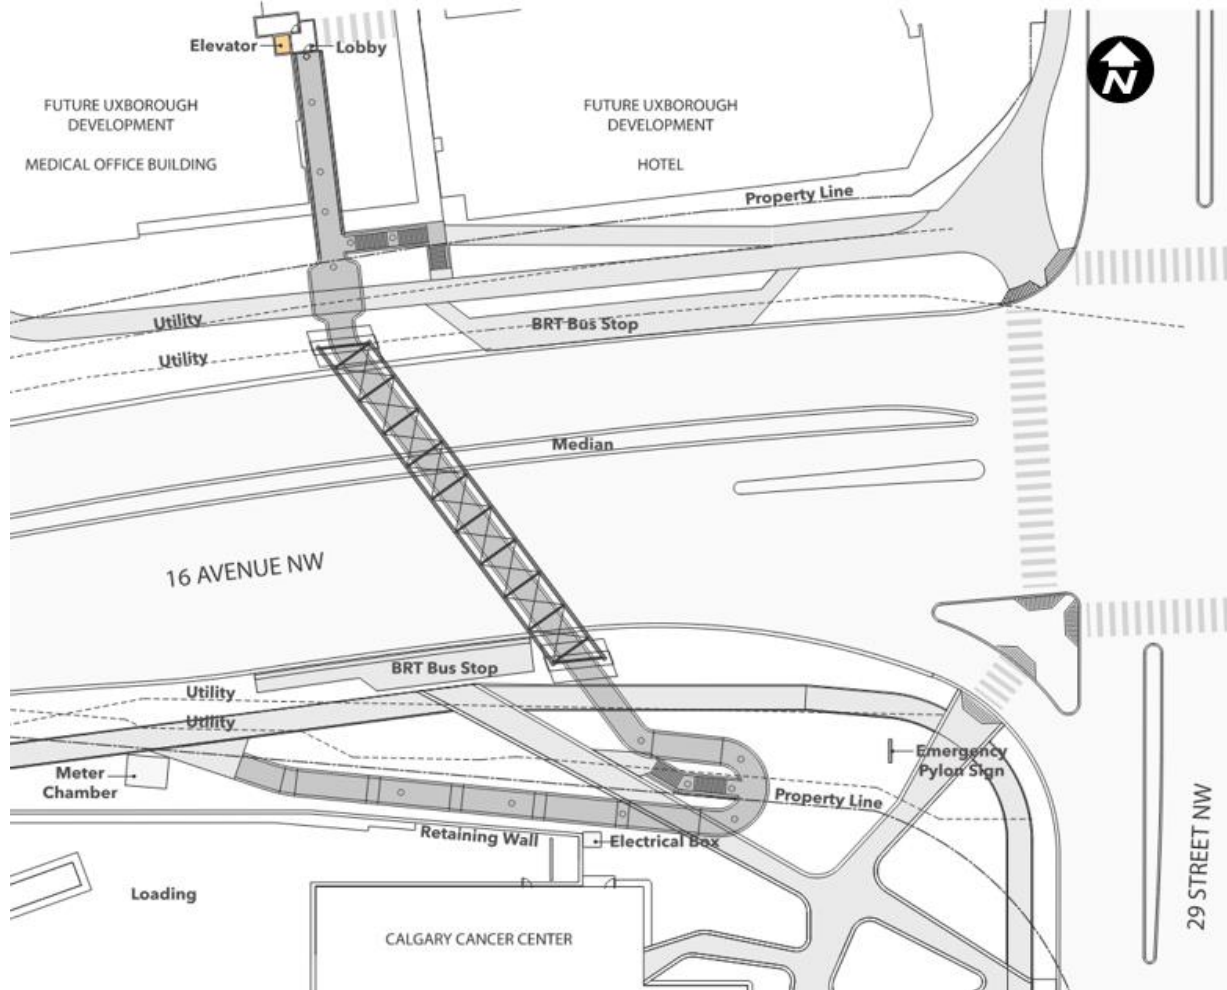 Elevator
Lobby
N
FUTURE UXBOROUGH
DEVELOPMENT
MEDICAL OFFICE BUILDING
FUTURE UXBOROUGH
DEVELOPMENT
HOTEL
Property Line
Utility
BRT Bus Stop
Utility
Median
16 AVENUE NW
BRT Bus Stop
Utility
Utility
Meter
Chamber
Emergency
Pylon Sign
Property Line
Retaining Wall
Electrical Box
Loading
29 STREET NW
CALGARY CANCER CENTER